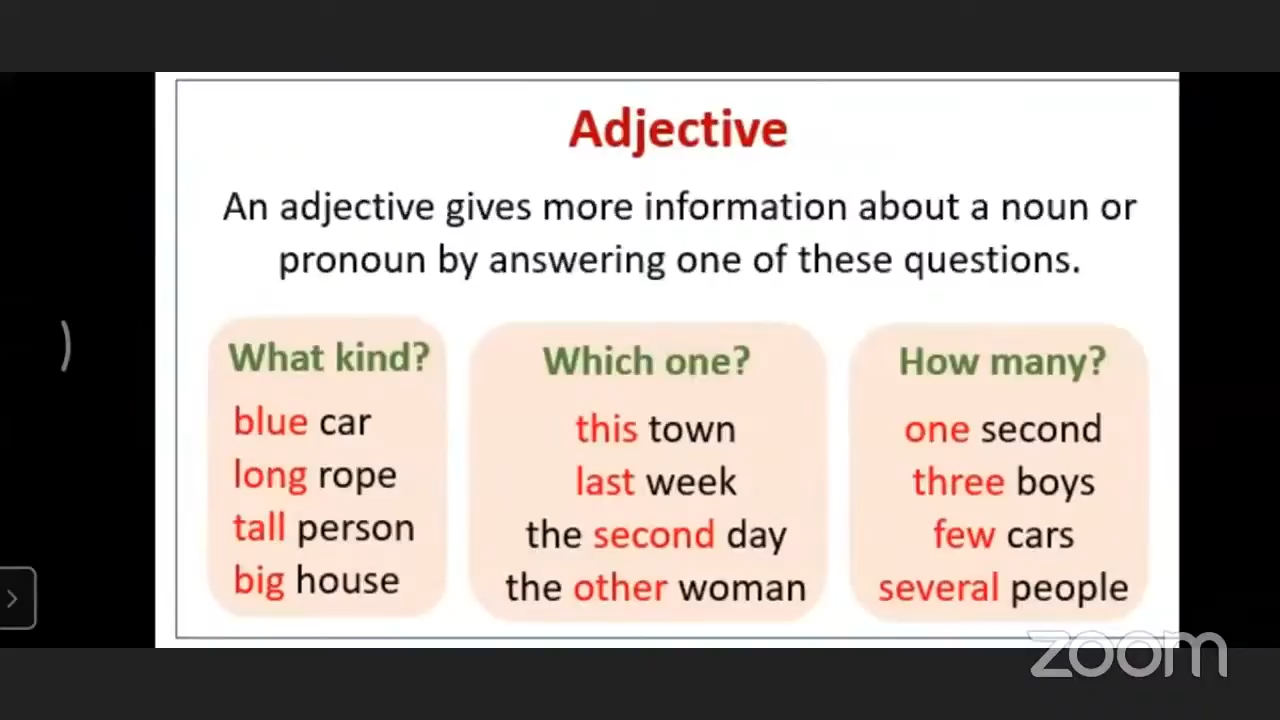 Adjective
An adjective gives more information about a noun or
pronoun by answering one of these questions.
What kind?
blue car
long rope
tall person
big house
Which one?
this town
last week
the second day
the other woman
How many?
one second
three boys
few cars
several people
zoom